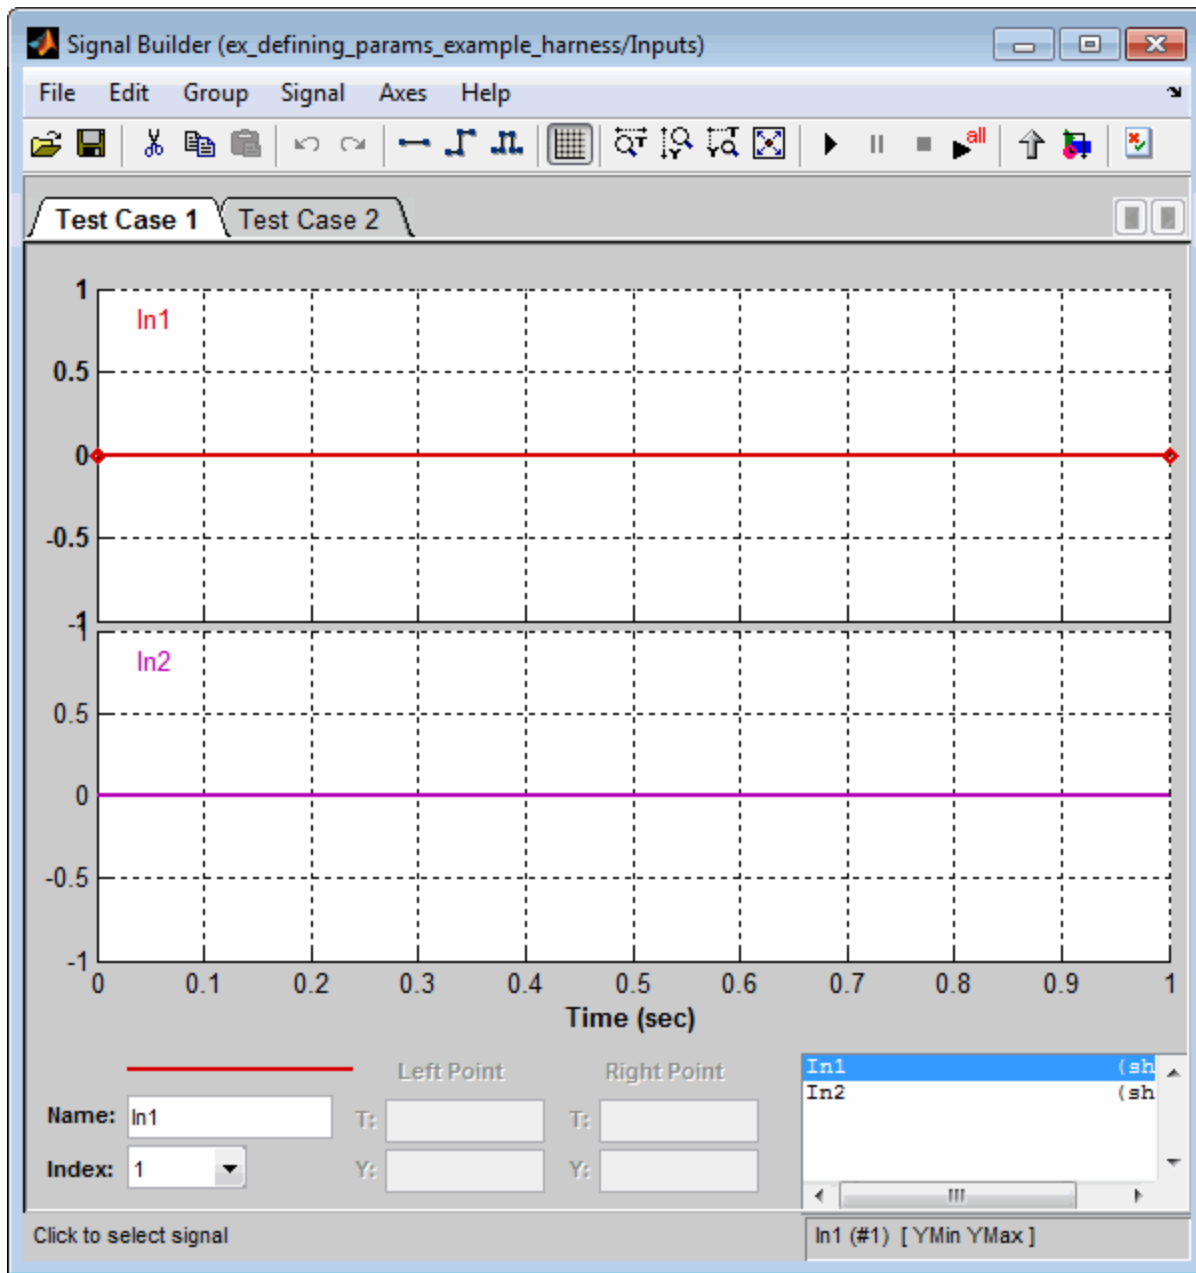 Signal Builder (ex_defining_params_example_harness/Inputs)
File Edit Group Signal Axes Help
all
Test Case 1 Test Case 2
1
In1
0.5
0
-0.5
-1
1
In2
0.5
0
-0.5
-1
0 0.1 0.2 0.3 0.4 0.5 0.6 0.7 0.8 0.9 1
Time (sec)
Left Point Right Point
In1 (sh
In2 (sh
Name: In1 T: T:
Index: 1 Y: Y:
Click to select signal In1 (#1) [ YMin YMax ]